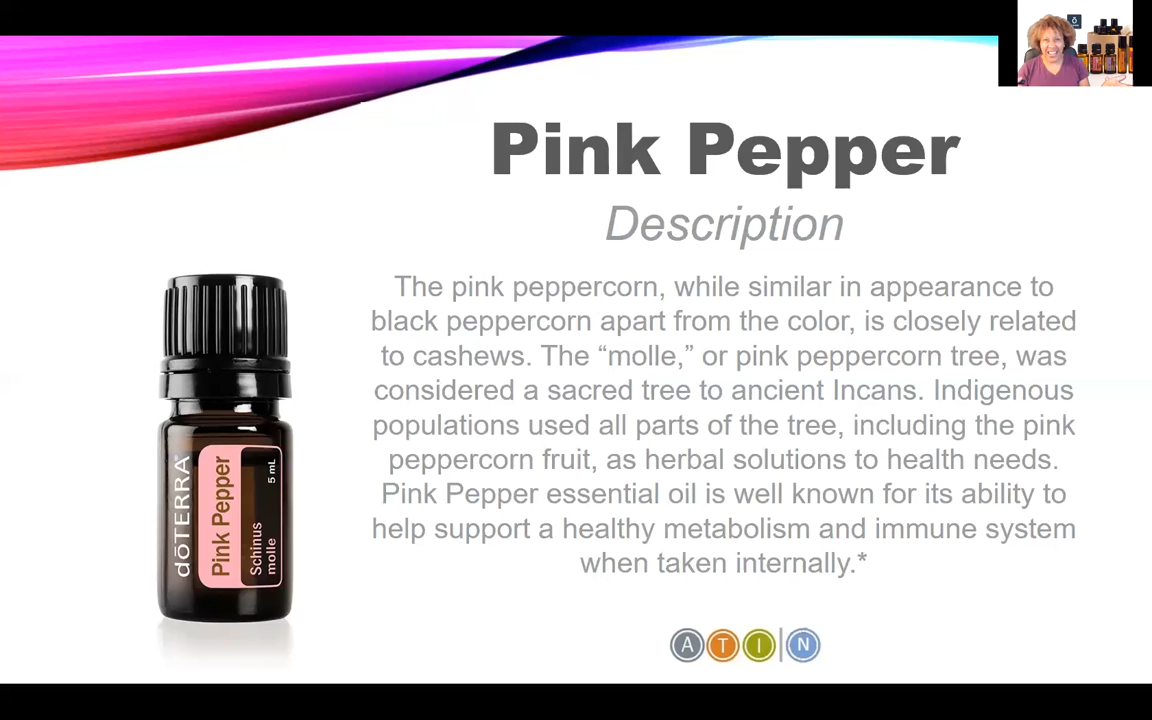 Pink Pepper
Description
The pink peppercorn, while similar in appearance to
black peppercorn apart from the color, is closely related
to cashews. The “molle,” or pink peppercorn tree, was
considered a sacred tree to ancient Incans. Indigenous
populations used all parts of the tree, including the pink
peppercorn fruit, as herbal solutions to health needs.
Pink Pepper essential oil is well known for its ability to
help support a healthy metabolism and immune system
when taken internally.*
dōTERRA
Pink Pepper
5 mL
Schinus
molle
A T I N